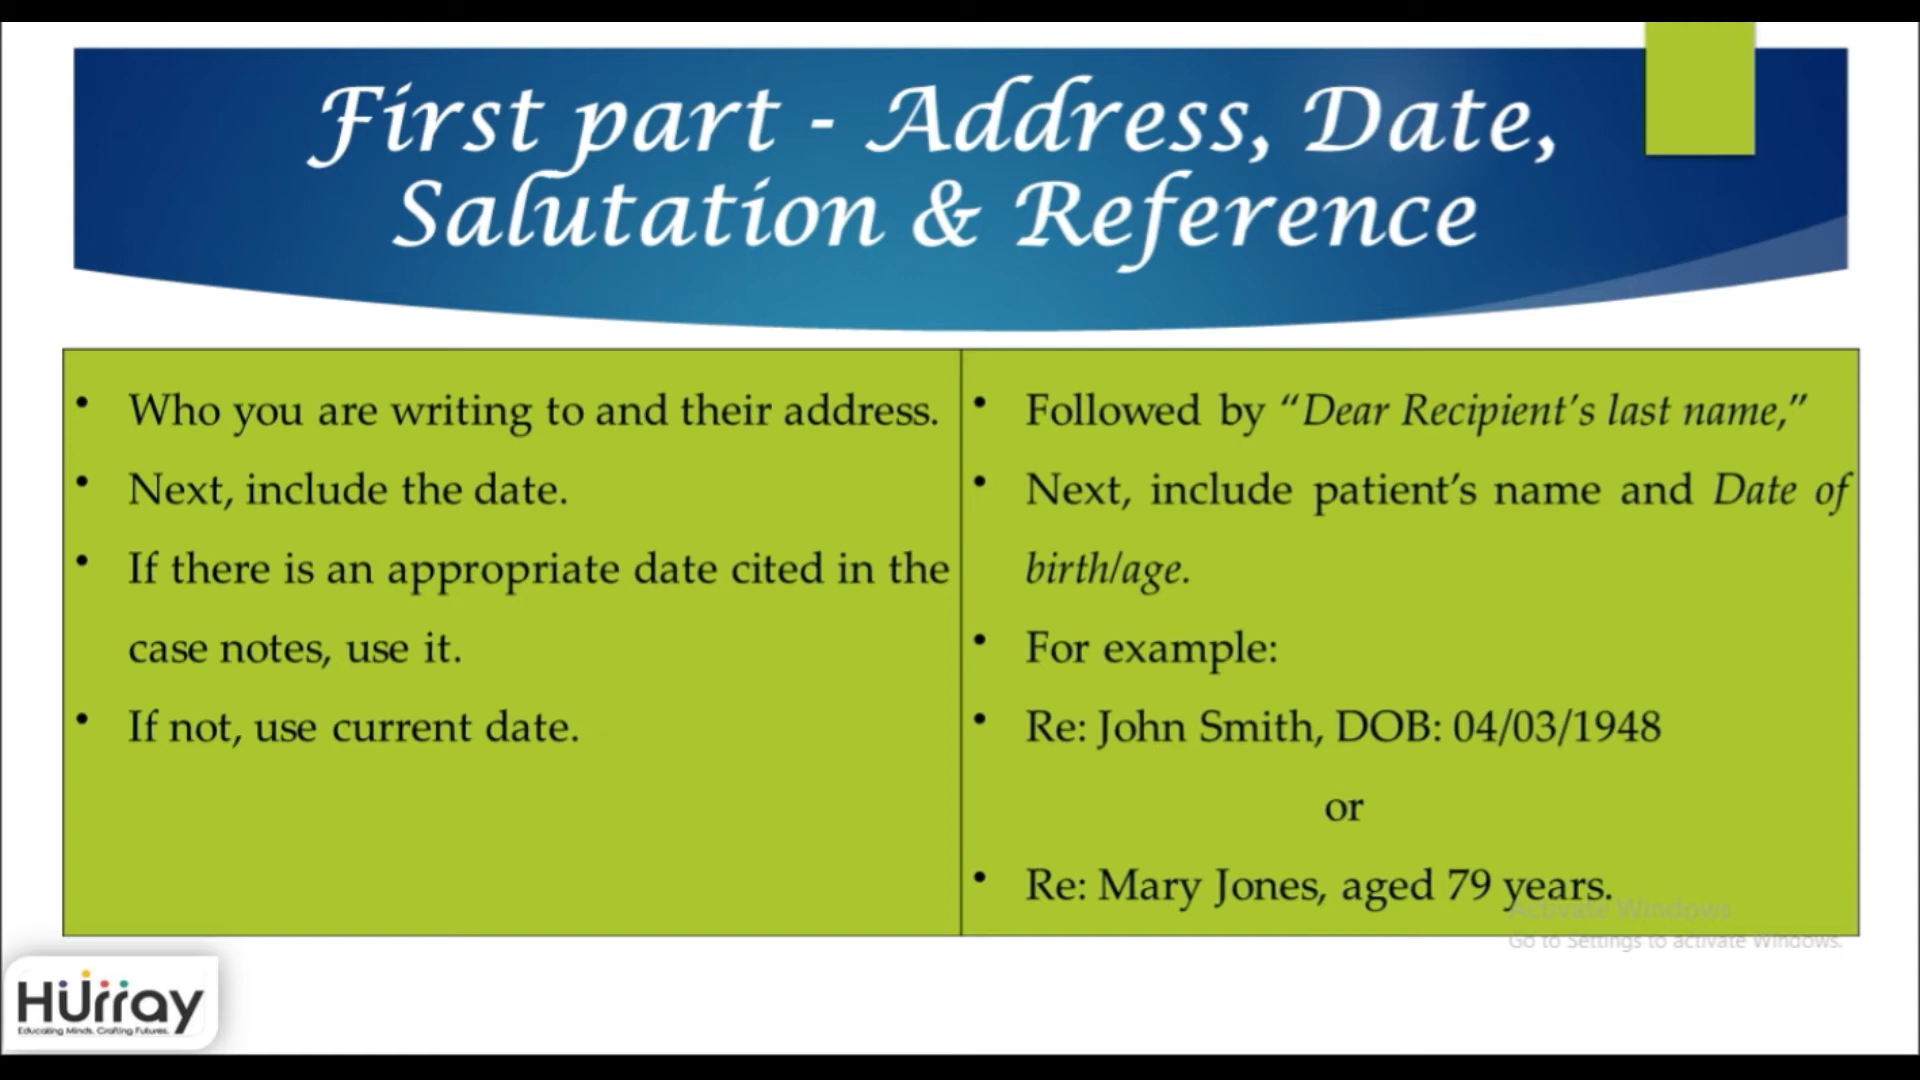 First part - Address, Date,
Salutation & Reference
• Who you are writing to and their address.
• Next, include the date.
• If there is an appropriate date cited in the
case notes, use it.
• If not, use current date.
• Followed by “Dear Recipient’s last name,”
• Next, include patient’s name and Date of
birth/age.
• For example:
• Re: John Smith, DOB: 04/03/1948
or
• Re: Mary Jones, aged 79 years.
Activate Windows
Go to Settings to activate Windows.
Hurray
Educating Minds. Crafting Futures.